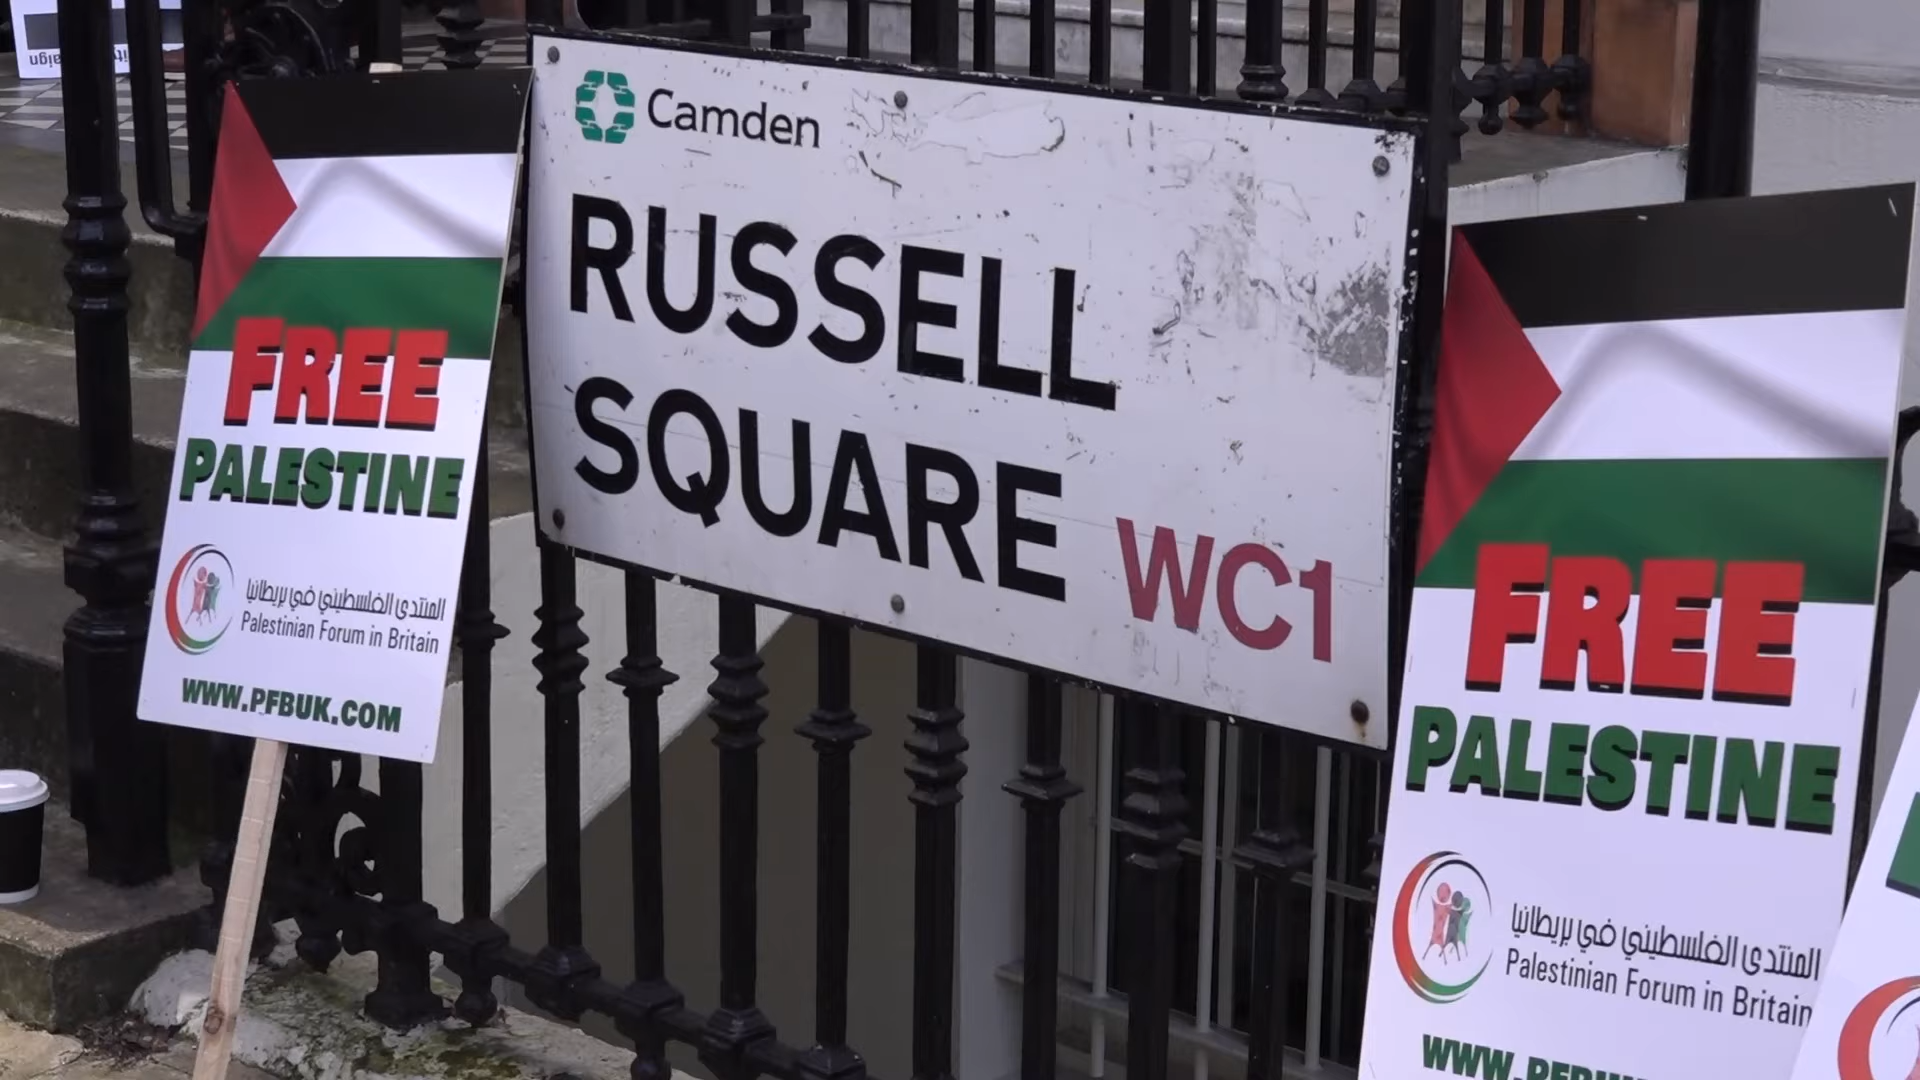 Camden
RUSSELL
SQUARE WC1
FREE
PALESTINE
المنتدى الفلسطيني في بريطانيا
Palestinian Forum in Britain
WWW.PFBUK.COM
FREE
PALESTINE
المنتدى الفلسطيني في بريطانيا
Palestinian Forum in Britain